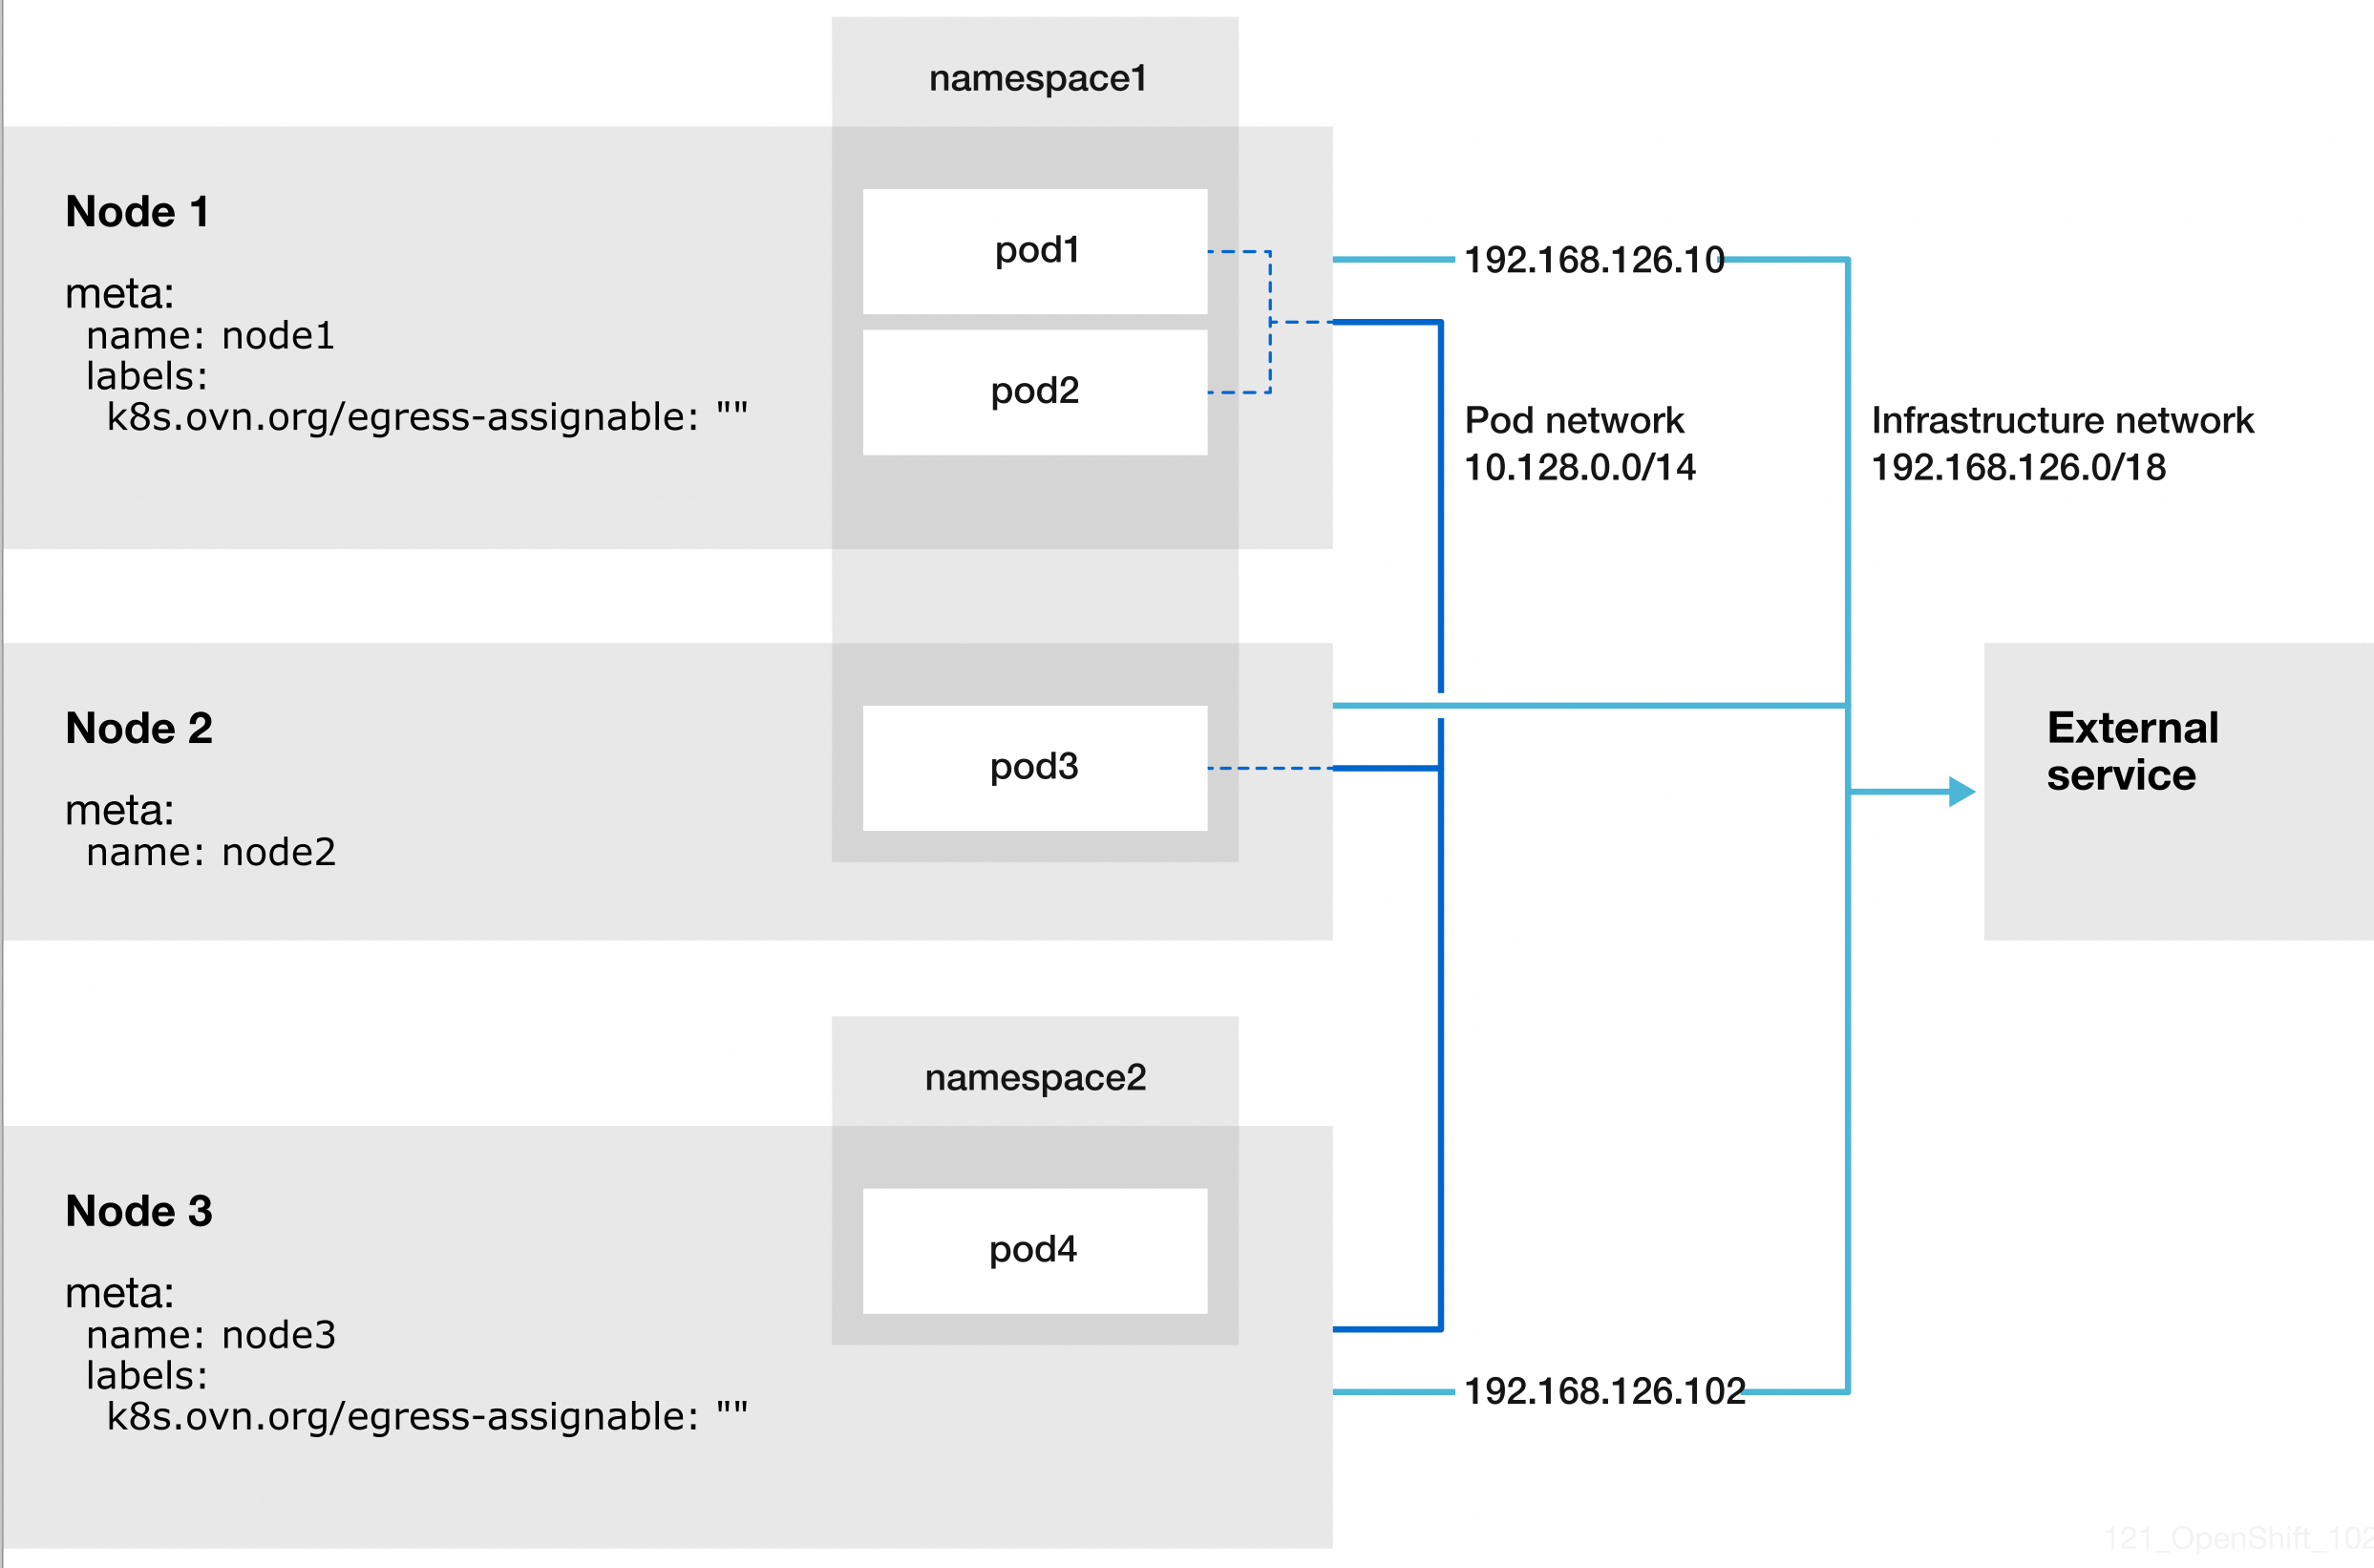 namespace1
Node 1
meta:
name: node1
labels:
k8s.ovn.org/egress-assignable: ""
pod1
pod2
192.168.126.10
Pod network
10.128.0.0/14
Infrastructure network
192.168.126.0/18
Node 2
meta:
name: node2
pod3
External
service
namespace2
Node 3
meta:
name: node3
labels:
k8s.ovn.org/egress-assignable: ""
pod4
192.168.126.102
121_OpenShift_102